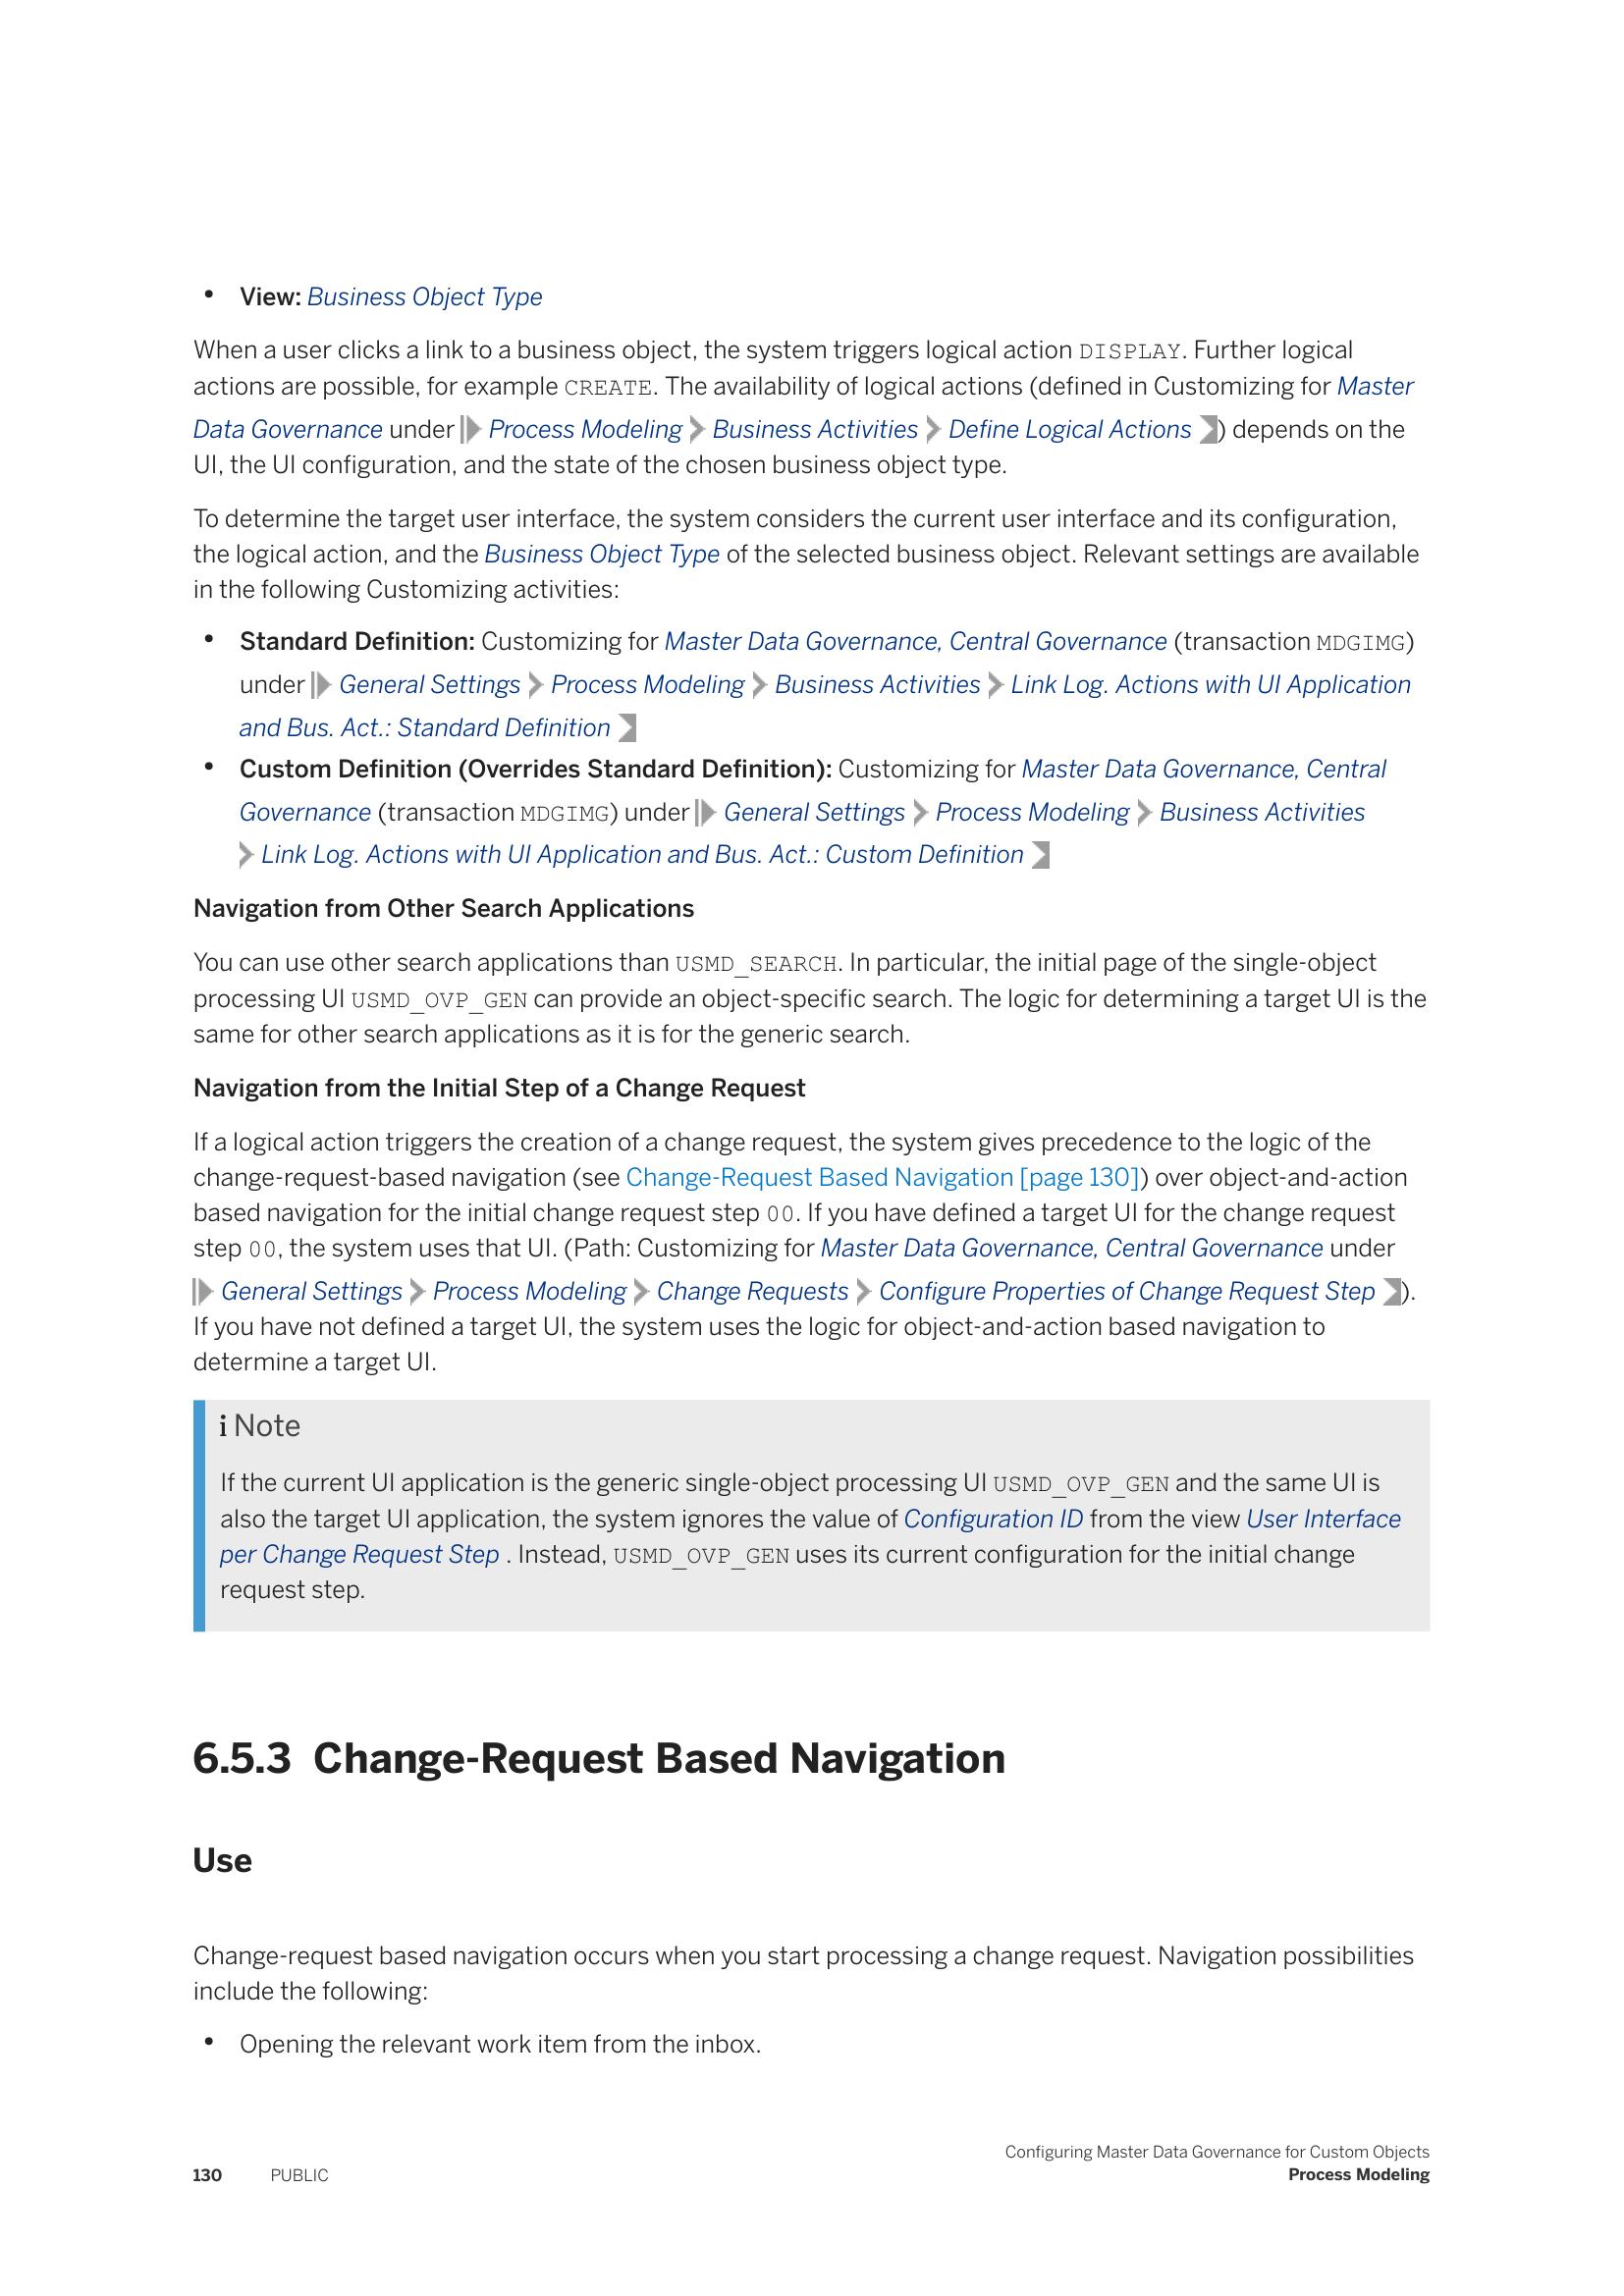 • View: Business Object Type
When a user clicks a link to a business object, the system triggers logical action DISPLAY. Further logical
actions are possible, for example CREATE. The availability of logical actions (defined in Customizing for Master
Data Governance under Process Modeling Business Activities Define Logical Actions ) depends on the
UI, the UI configuration, and the state of the chosen business object type.
To determine the target user interface, the system considers the current user interface and its configuration,
the logical action, and the Business Object Type of the selected business object. Relevant settings are available
in the following Customizing activities:
• Standard Definition: Customizing for Master Data Governance, Central Governance (transaction MDGIMG)
under General Settings Process Modeling Business Activities Link Log. Actions with UI Application
and Bus. Act.: Standard Definition
• Custom Definition (Overrides Standard Definition): Customizing for Master Data Governance, Central
Governance (transaction MDGIMG) under General Settings Process Modeling Business Activities
Link Log. Actions with UI Application and Bus. Act.: Custom Definition
Navigation from Other Search Applications
You can use other search applications than USMD_SEARCH. In particular, the initial page of the single-object
processing UI USMD_OVP_GEN can provide an object-specific search. The logic for determining a target UI is the
same for other search applications as it is for the generic search.
Navigation from the Initial Step of a Change Request
If a logical action triggers the creation of a change request, the system gives precedence to the logic of the
change-request-based navigation (see Change-Request Based Navigation [page 130]) over object-and-action
based navigation for the initial change request step 00. If you have defined a target UI for the change request
step 00, the system uses that UI. (Path: Customizing for Master Data Governance, Central Governance under
General Settings Process Modeling Change Requests Configure Properties of Change Request Step ).
If you have not defined a target UI, the system uses the logic for object-and-action based navigation to
determine a target UI.
i Note
If the current UI application is the generic single-object processing UI USMD_OVP_GEN and the same UI is
also the target UI application, the system ignores the value of Configuration ID from the view User Interface
per Change Request Step . Instead, USMD_OVP_GEN uses its current configuration for the initial change
request step.
6.5.3 Change-Request Based Navigation
Use
Change-request based navigation occurs when you start processing a change request. Navigation possibilities
include the following:
• Opening the relevant work item from the inbox.
Configuring Master Data Governance for Custom Objects
130 PUBLIC Process Modeling